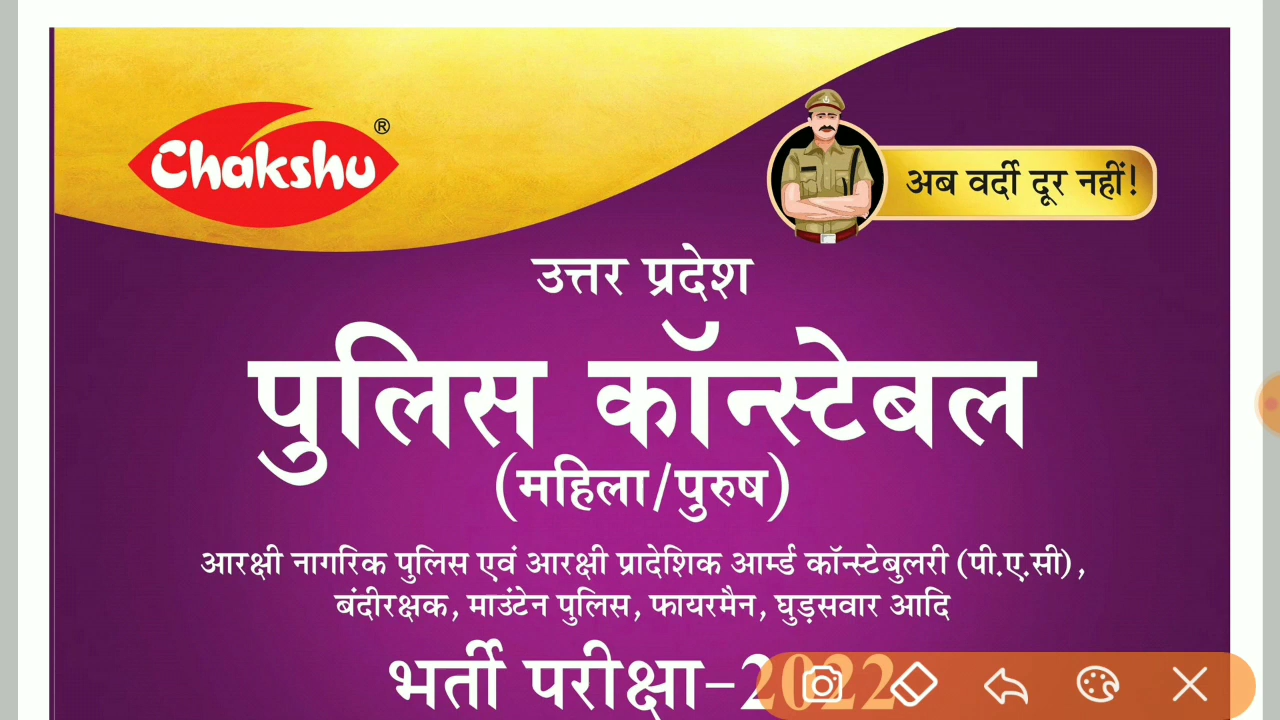 Chakshu®
अब वर्दी दूर नहीं!
उत्तर प्रदेश
पुलिस कॉन्स्टेबल
(महिला/पुरुष)
आरक्षी नागरिक पुलिस एवं आरक्षी प्रादेशिक आर्म्ड कॉन्स्टेबुलरी (पी.ए.सी),
बंदीरक्षक, माउंटेन पुलिस, फायरमैन, घुड़सवार आदि
भर्ती परीक्षा-2022